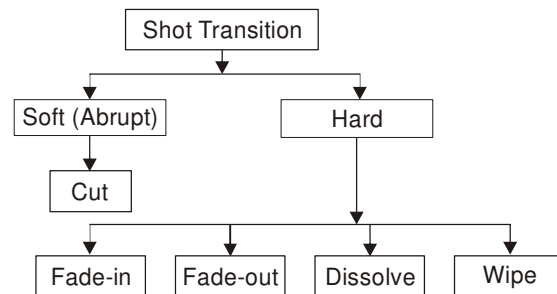 Shot Transition
Soft (Abrupt)
Hard
Cut
Fade-in
Fade-out
Dissolve
Wipe